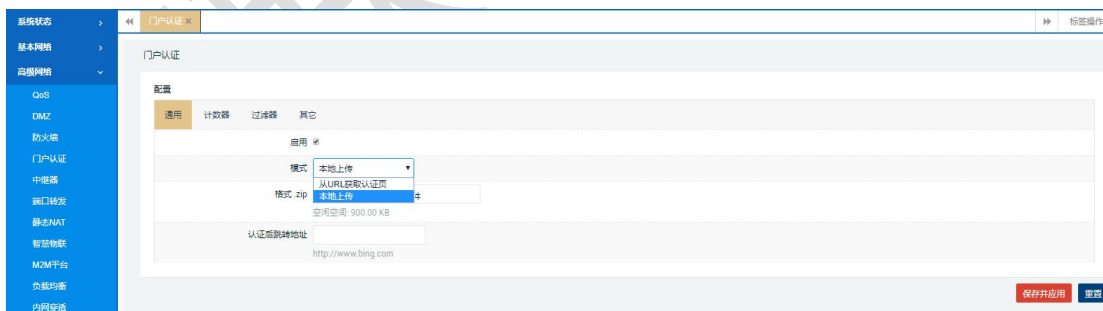 系统状态
基本网络
高级网络
QoS
DMZ
防火墙
门户认证
中继器
端口转发
静态NAT
智慧物联
M2M平台
负载均衡
内网穿透
门户认证
标签操作
门户认证
配置
通用 计数器 过滤器 其它
启用
模式 本地上传
从URL获取认证页
本地上传
格式 .zip
空闲空间: 900.00 KB
认证后跳转地址
http://www.bing.com
保存并应用 重置